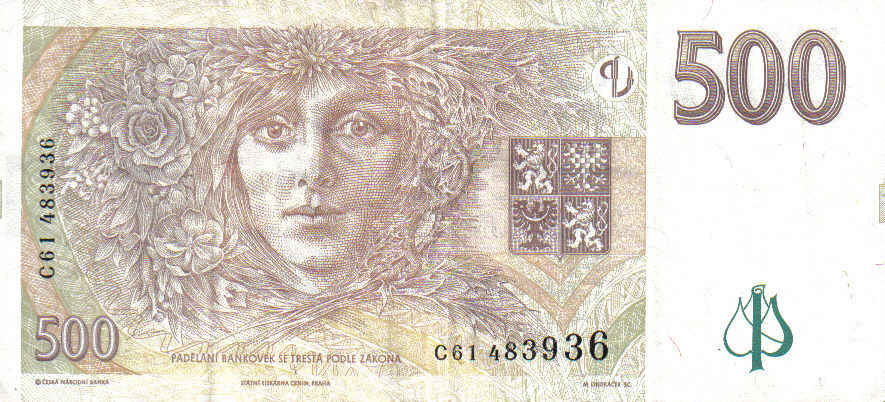 500
C61 483936
500
PADĚLÁNÍ BANKOVEK SE TRESTÁ PODLE ZÁKONA
C61 483936
© ČESKÁ NÁRODNÍ BANKA
STÁTNÍ TISKÁRNA CENIN, PRAHA
M. ONDRÁČEK SC.